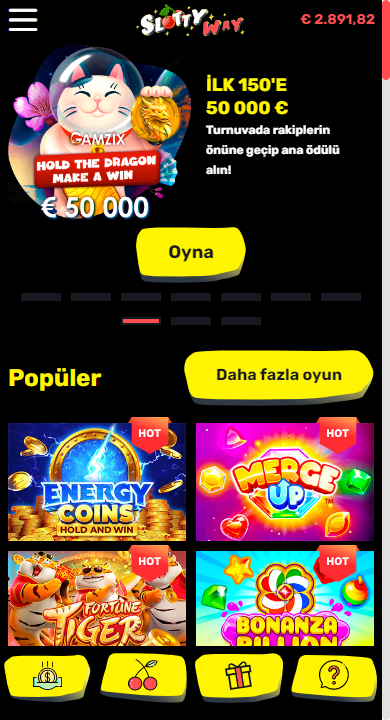 SLOTTY WAY
€ 2.891,82
GAMZIX
HOLD THE DRAGON
MAKE A WIN
€ 50 000
İLK 150'E
50 000 €
Turnuvada rakiplerin
önüne geçip ana ödülü
alın!
Oyna
Popüler
Daha fazla oyun
HOT
ENERGY
COINS
HOLD AND WIN
HOT
MERGE
UP
TM
HOT
FORTUNE
TIGER
HOT
BONANZA
BILLION